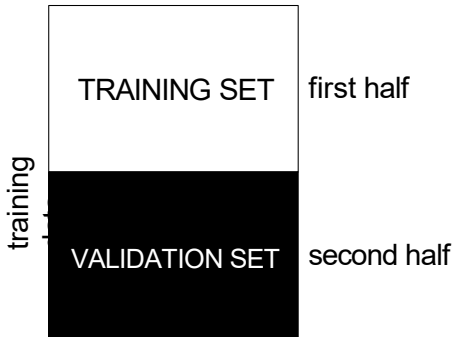 TRAINING SET
first half
training
VALIDATION SET
second half